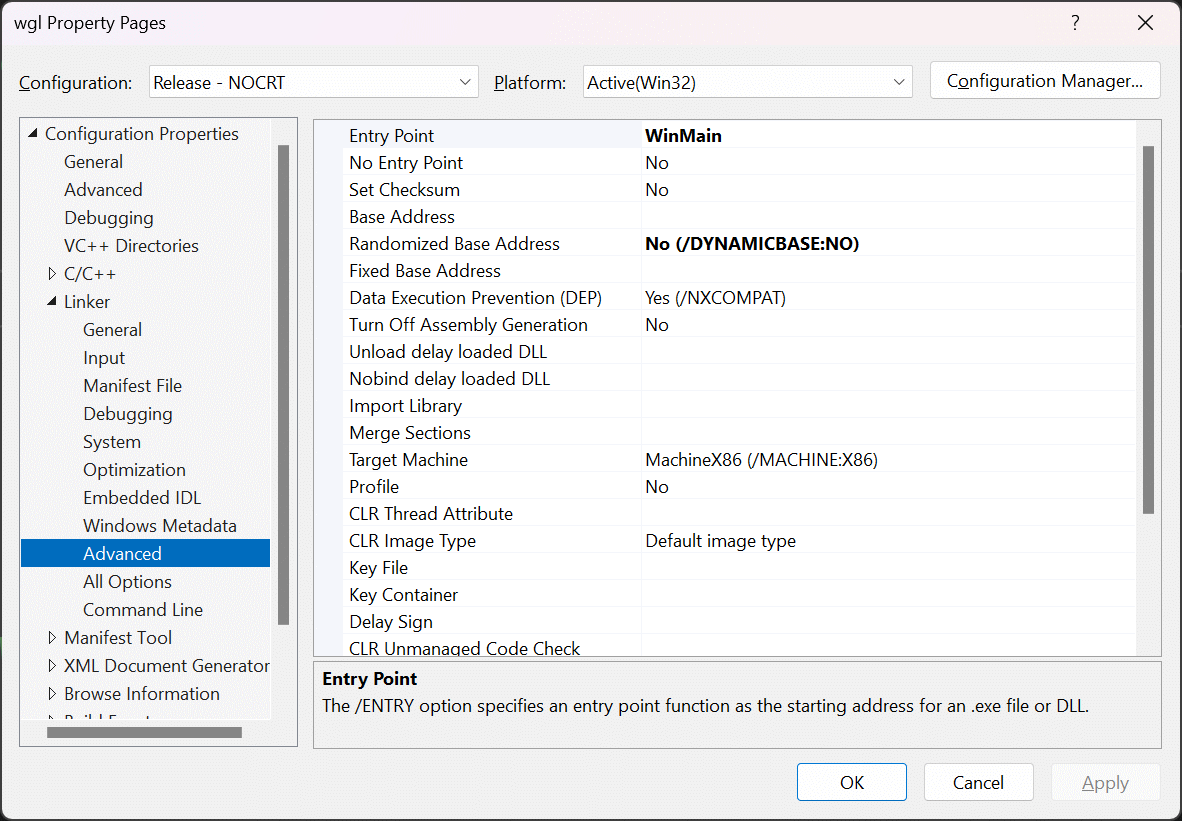 wgl Property Pages ?
Configuration: Release - NOCRT Platform: Active(Win32) Configuration Manager...
Configuration Properties
General
Advanced
Debugging
VC++ Directories
C/C++
Linker
General
Input
Manifest File
Debugging
System
Optimization
Embedded IDL
Windows Metadata
Advanced
All Options
Command Line
Manifest Tool
XML Document Generator
Browse Information
Entry Point WinMain
No Entry Point No
Set Checksum No
Base Address
Randomized Base Address No (/DYNAMICBASE:NO)
Fixed Base Address
Data Execution Prevention (DEP) Yes (/NXCOMPAT)
Turn Off Assembly Generation No
Unload delay loaded DLL
Nobind delay loaded DLL
Import Library
Merge Sections
Target Machine MachineX86 (/MACHINE:X86)
Profile No
CLR Thread Attribute
CLR Image Type Default image type
Key File
Key Container
Delay Sign
CLR Unmanaged Code Check
Entry Point
The /ENTRY option specifies an entry point function as the starting address for an .exe file or DLL.
OK Cancel Apply